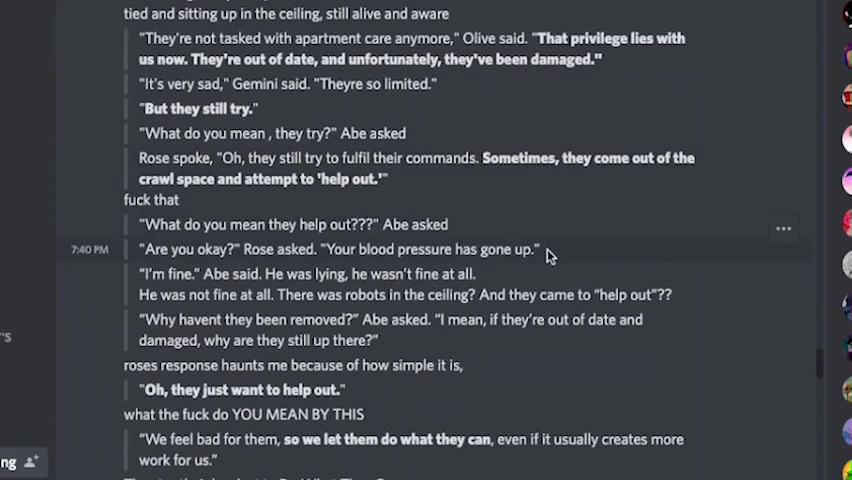 tied and sitting up in the ceiling, still alive and aware
"They're not tasked with apartment care anymore," Olive said. "That privilege lies with
us now. They're out of date, and unfortunately, they've been damaged."
"It's very sad," Gemini said. "Theyre so limited."
"But they still try."
"What do you mean , they try?" Abe asked
Rose spoke, "Oh, they still try to fulfil their commands. Sometimes, they come out of the
crawl space and attempt to 'help out.'"
fuck that
"What do you mean they help out???" Abe asked
7:40 PM "Are you okay?" Rose asked. "Your blood pressure has gone up."
"I'm fine." Abe said. He was lying, he wasn't fine at all.
He was not fine at all. There was robots in the ceiling? And they came to “help out”??
“Why havent they been removed?” Abe asked. “I mean, if they’re out of date and
damaged, why are they still up there?”
roses response haunts me because of how simple it is,
"Oh, they just want to help out."
what the fuck do YOU MEAN BY THIS
“We feel bad for them, so we let them do what they can, even if it usually creates more
work for us.”
ng